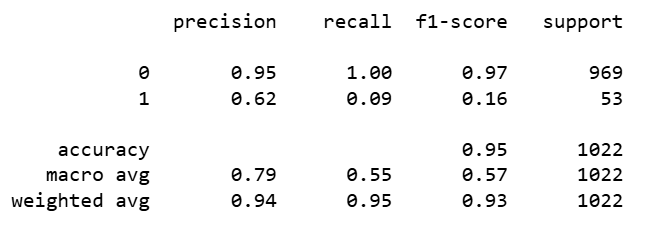 precision recall f1-score support
0 0.95 1.00 0.97 969
1 0.62 0.09 0.16 53
accuracy 0.95 1022
macro avg 0.79 0.55 0.57 1022
weighted avg 0.94 0.95 0.93 1022